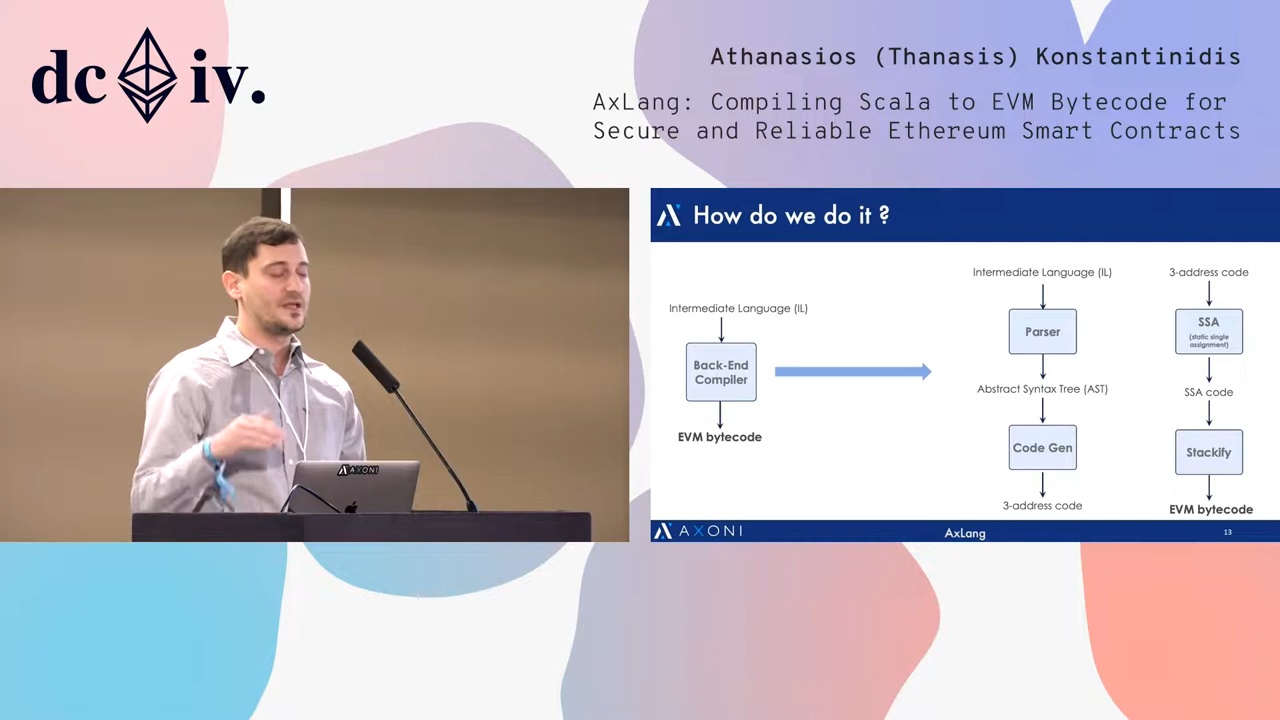 dc iv.
Athanasios (Thanasis) Konstantinidis
AxLang: Compiling Scala to EVM Bytecode for
Secure and Reliable Ethereum Smart Contracts
AXONI
How do we do it ?
Intermediate Language (IL)
Back-End
Compiler
EVM bytecode
Intermediate Language (IL)
Parser
Abstract Syntax Tree (AST)
Code Gen
3-address code
3-address code
SSA
(static single
assignment)
SSA code
Stackify
EVM bytecode
AXONI
AxLang
13